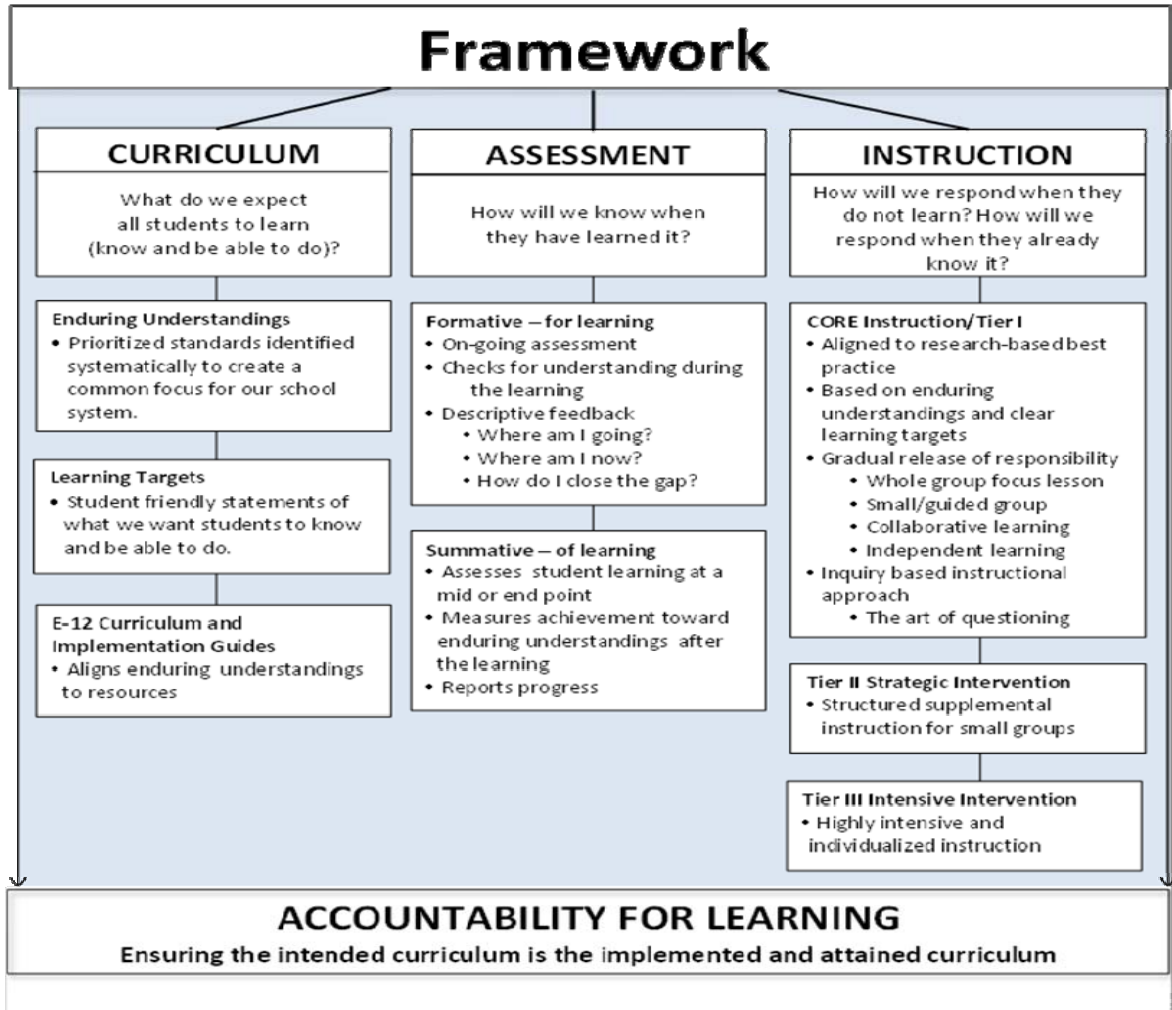 Framework
CURRICULUM
What do we expect
all students to learn
(know and be able to do)?
Enduring Understandings
• Prioritized standards identified
systematically to create a
common focus for our school
system.
Learning Targets
• Student friendly statements of
what we want students to know
and be able to do.
E-12 Curriculum and
Implementation Guides
• Aligns enduring understandings
to resources
ASSESSMENT
How will we know when
they have learned it?
Formative – for learning
• On-going assessment
• Checks for understanding during
the learning
• Descriptive feedback
• Where am I going?
• Where am I now?
• How do I close the gap?
Summative – of learning
• Assesses student learning at a
mid or end point
• Measures achievement toward
enduring understandings after
the learning
• Reports progress
INSTRUCTION
How will we respond when they
do not learn? How will we
respond when they already
know it?
CORE Instruction/Tier I
• Aligned to research-based best
practice
• Based on enduring
understandings and clear
learning targets
• Gradual release of responsibility
• Whole group focus lesson
• Small/guided group
• Collaborative learning
• Independent learning
• Inquiry based instructional
approach
• The art of questioning
Tier II Strategic Intervention
• Structured supplemental
instruction for small groups
Tier III Intensive Intervention
• Highly intensive and
individualized instruction
ACCOUNTABILITY FOR LEARNING
Ensuring the intended curriculum is the implemented and attained curriculum